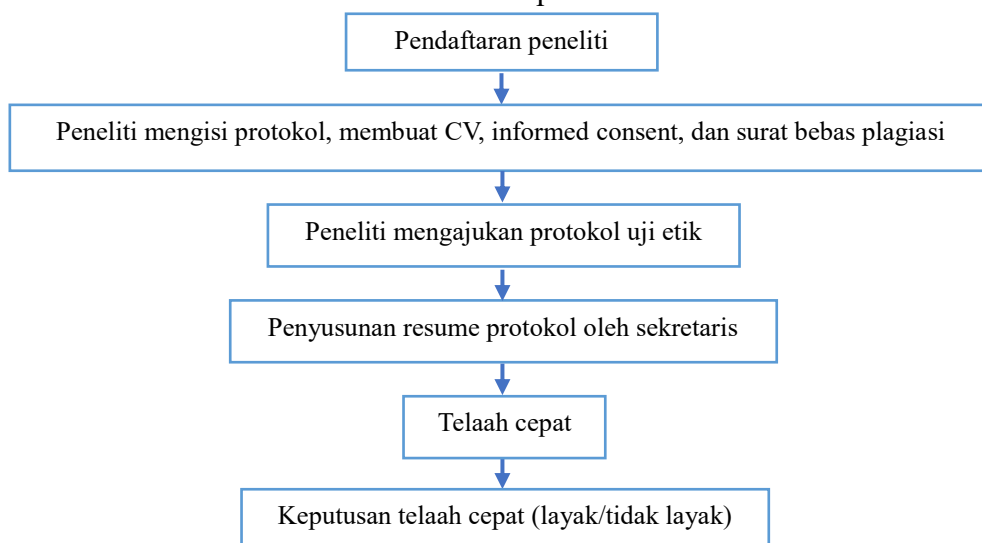 Pendaftaran peneliti
Peneliti mengisi protokol, membuat CV, informed consent, dan surat bebas plagiasi
Peneliti mengajukan protokol uji etik
Penyusunan resume protokol oleh sekretaris
Telaah cepat
Keputusan telaah cepat (layak/tidak layak)